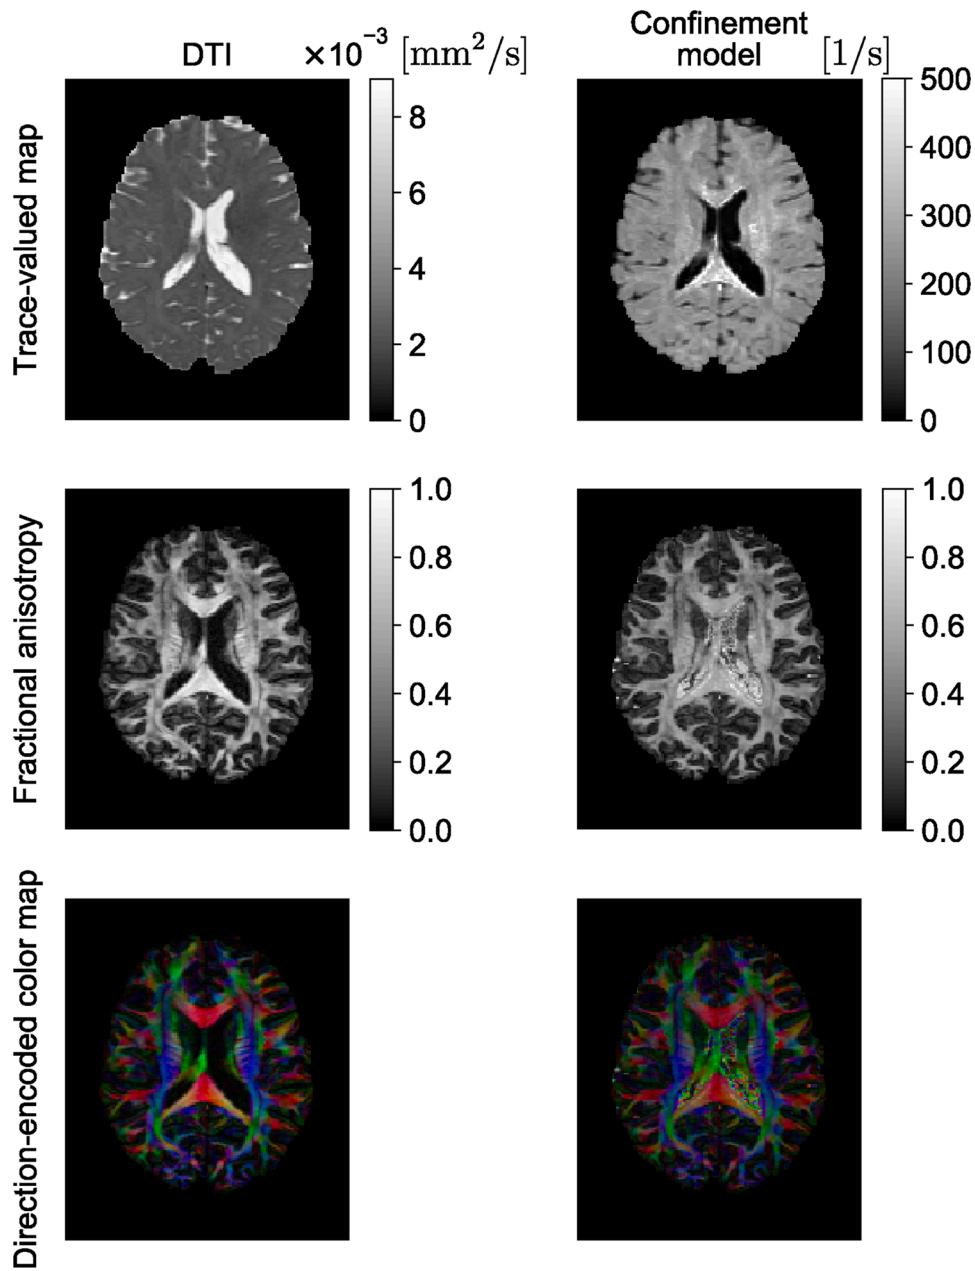 DTI
×10⁻³ [mm²/s]
Confinement
model
[1/s]
Trace-valued map
8
6
4
2
0
500
400
300
200
100
0
Fractional anisotropy
1.0
0.8
0.6
0.4
0.2
0.0
1.0
0.8
0.6
0.4
0.2
0.0
Direction-encoded color map